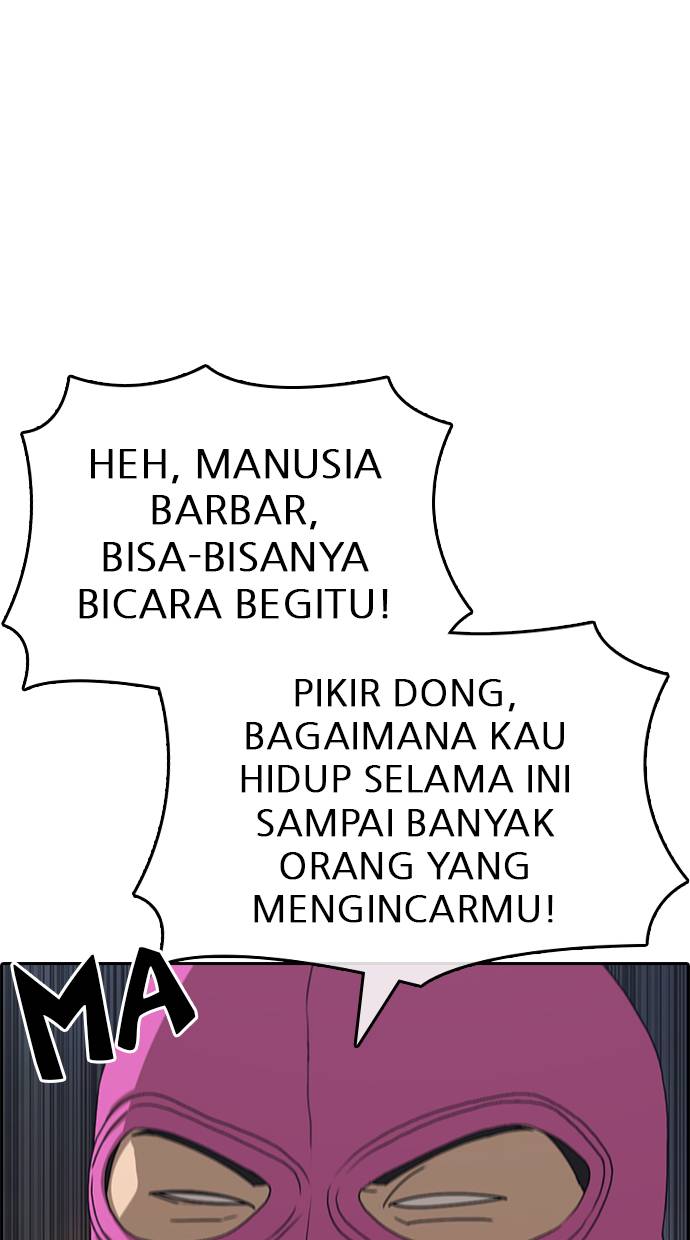 HEH, MANUSIA
BARBAR,
BISA-BISANYA
BICARA BEGITU!
PIKIR DONG,
BAGAIMANA KAU
HIDUP SELAMA INI
SAMPAI BANYAK
ORANG YANG
MENGINCARMU!
MA